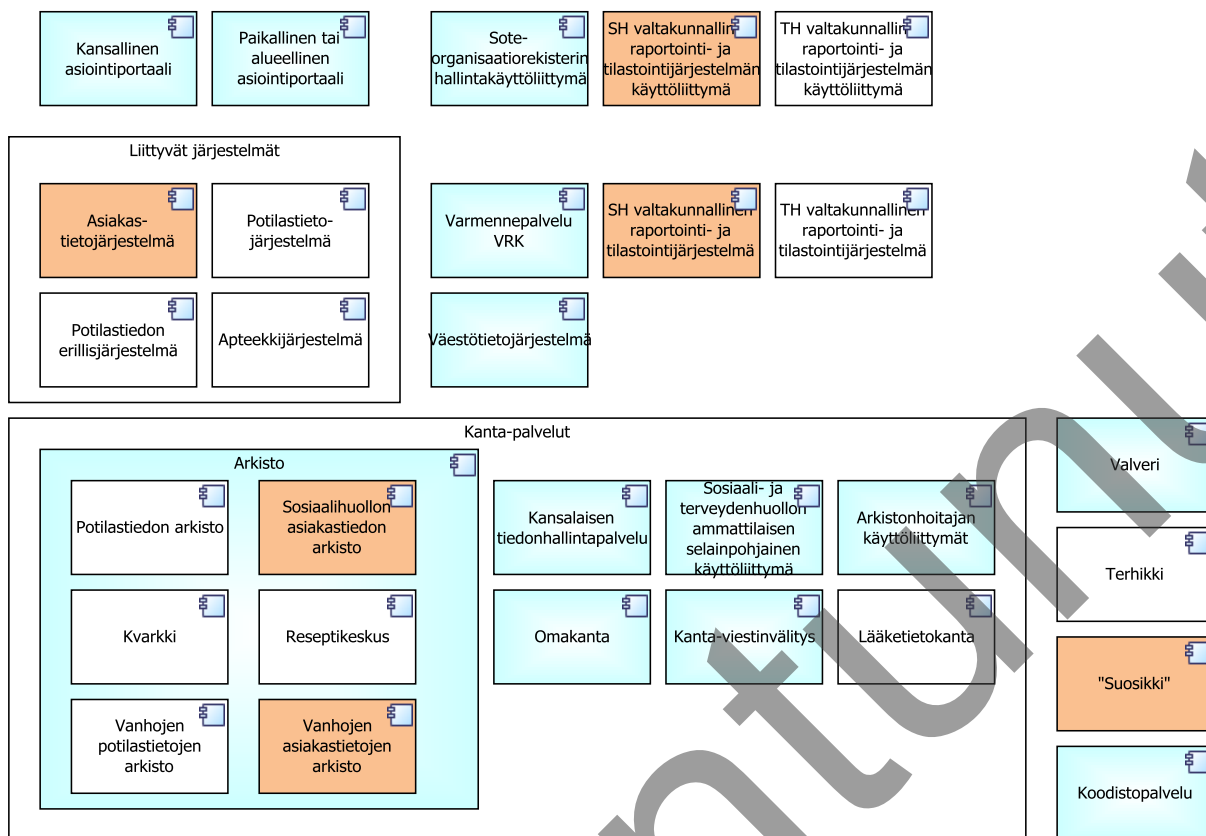 Kansallinen
asiointiportaali
Paikallinen tai
alueellinen
asiointiportaali
Sote-
organisaatiorekisterin
hallintakäyttöliittymä
SH valtakunnallinen
raportointi- ja
tilastointijärjestelmän
käyttöliittymä
TH valtakunnallinen
raportointi- ja
tilastointijärjestelmän
käyttöliittymä
Liittyvät järjestelmät
Asiakas-
tietojärjestelmä
Potilastieto-
järjestelmä
Varmennepalvelu
VRK
SH valtakunnallinen
raportointi- ja
tilastointijärjestelmä
TH valtakunnallinen
raportointi- ja
tilastointijärjestelmä
Potilastiedon
erillisjärjestelmä
Apteekkijärjestelmä
Väestötietojärjestelmä
Kanta-palvelut
Arkisto
Potilastiedon arkisto
Sosiaalihuollon
asiakastiedon
arkisto
Kansalaisen
tiedonhallintapalvelu
Sosiaali- ja
terveydenhuollon
ammattilaisen
selainpohjainen
käyttöliittymä
Arkistonhoitajan
käyttöliittymät
Valveri
Terhikki
Kvarkki
Reseptikeskus
Omakanta
Kanta-viestinvälitys
Lääketietokanta
"Suosikki"
Vanhojen
potilastietojen
arkisto
Vanhojen
asiakastietojen
arkisto
Koodistopalvelu